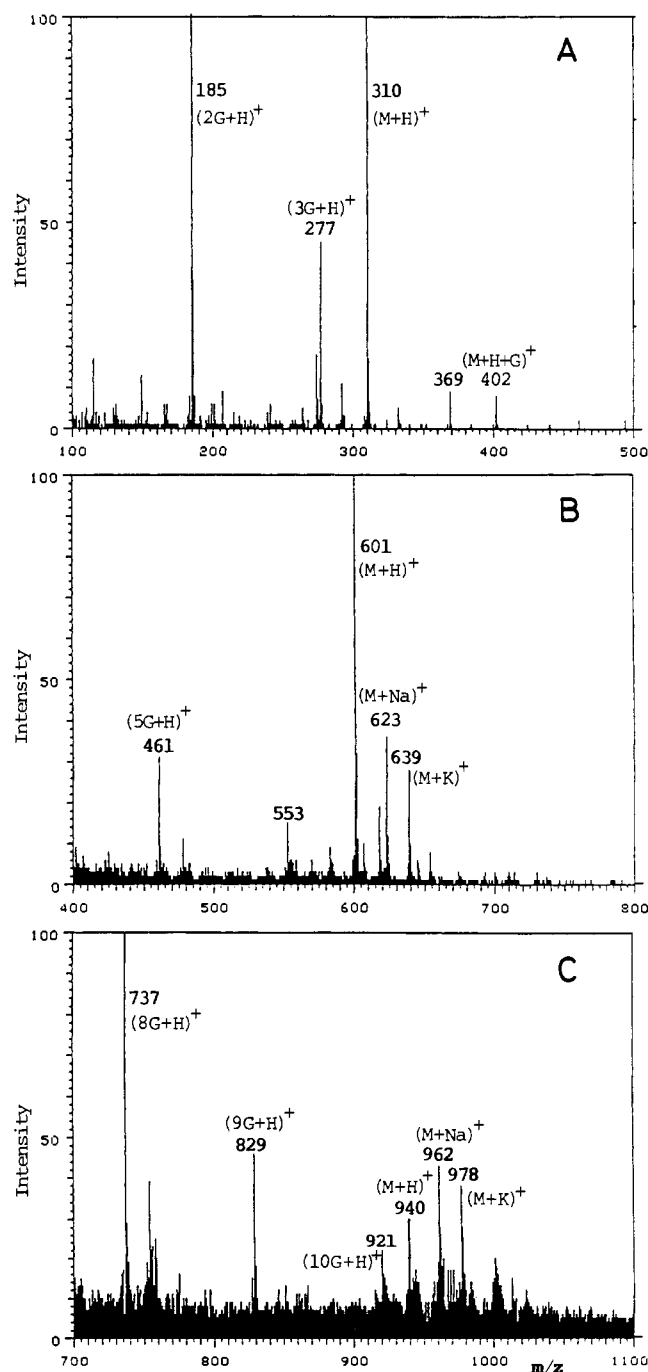 100
A
185
(2G+H)+
310
(M+H)+
(3G+H)+
277
50
Intensity
(M+H+G)+
369 402
0
100 200 300 400 500
100
B
601
(M+H)+
50
Intensity
(M+Na)+
623
(5G+H)+
461
639
(M+K)+
553
0
400 500 600 700 800
100
C
737
(8G+H)+
50
Intensity
(9G+H)+
829
(M+Na)+
962
978
(M+H)+
940
(M+K)+
921
(10G+H)+
0
700 800 900 1000 1100
m/z